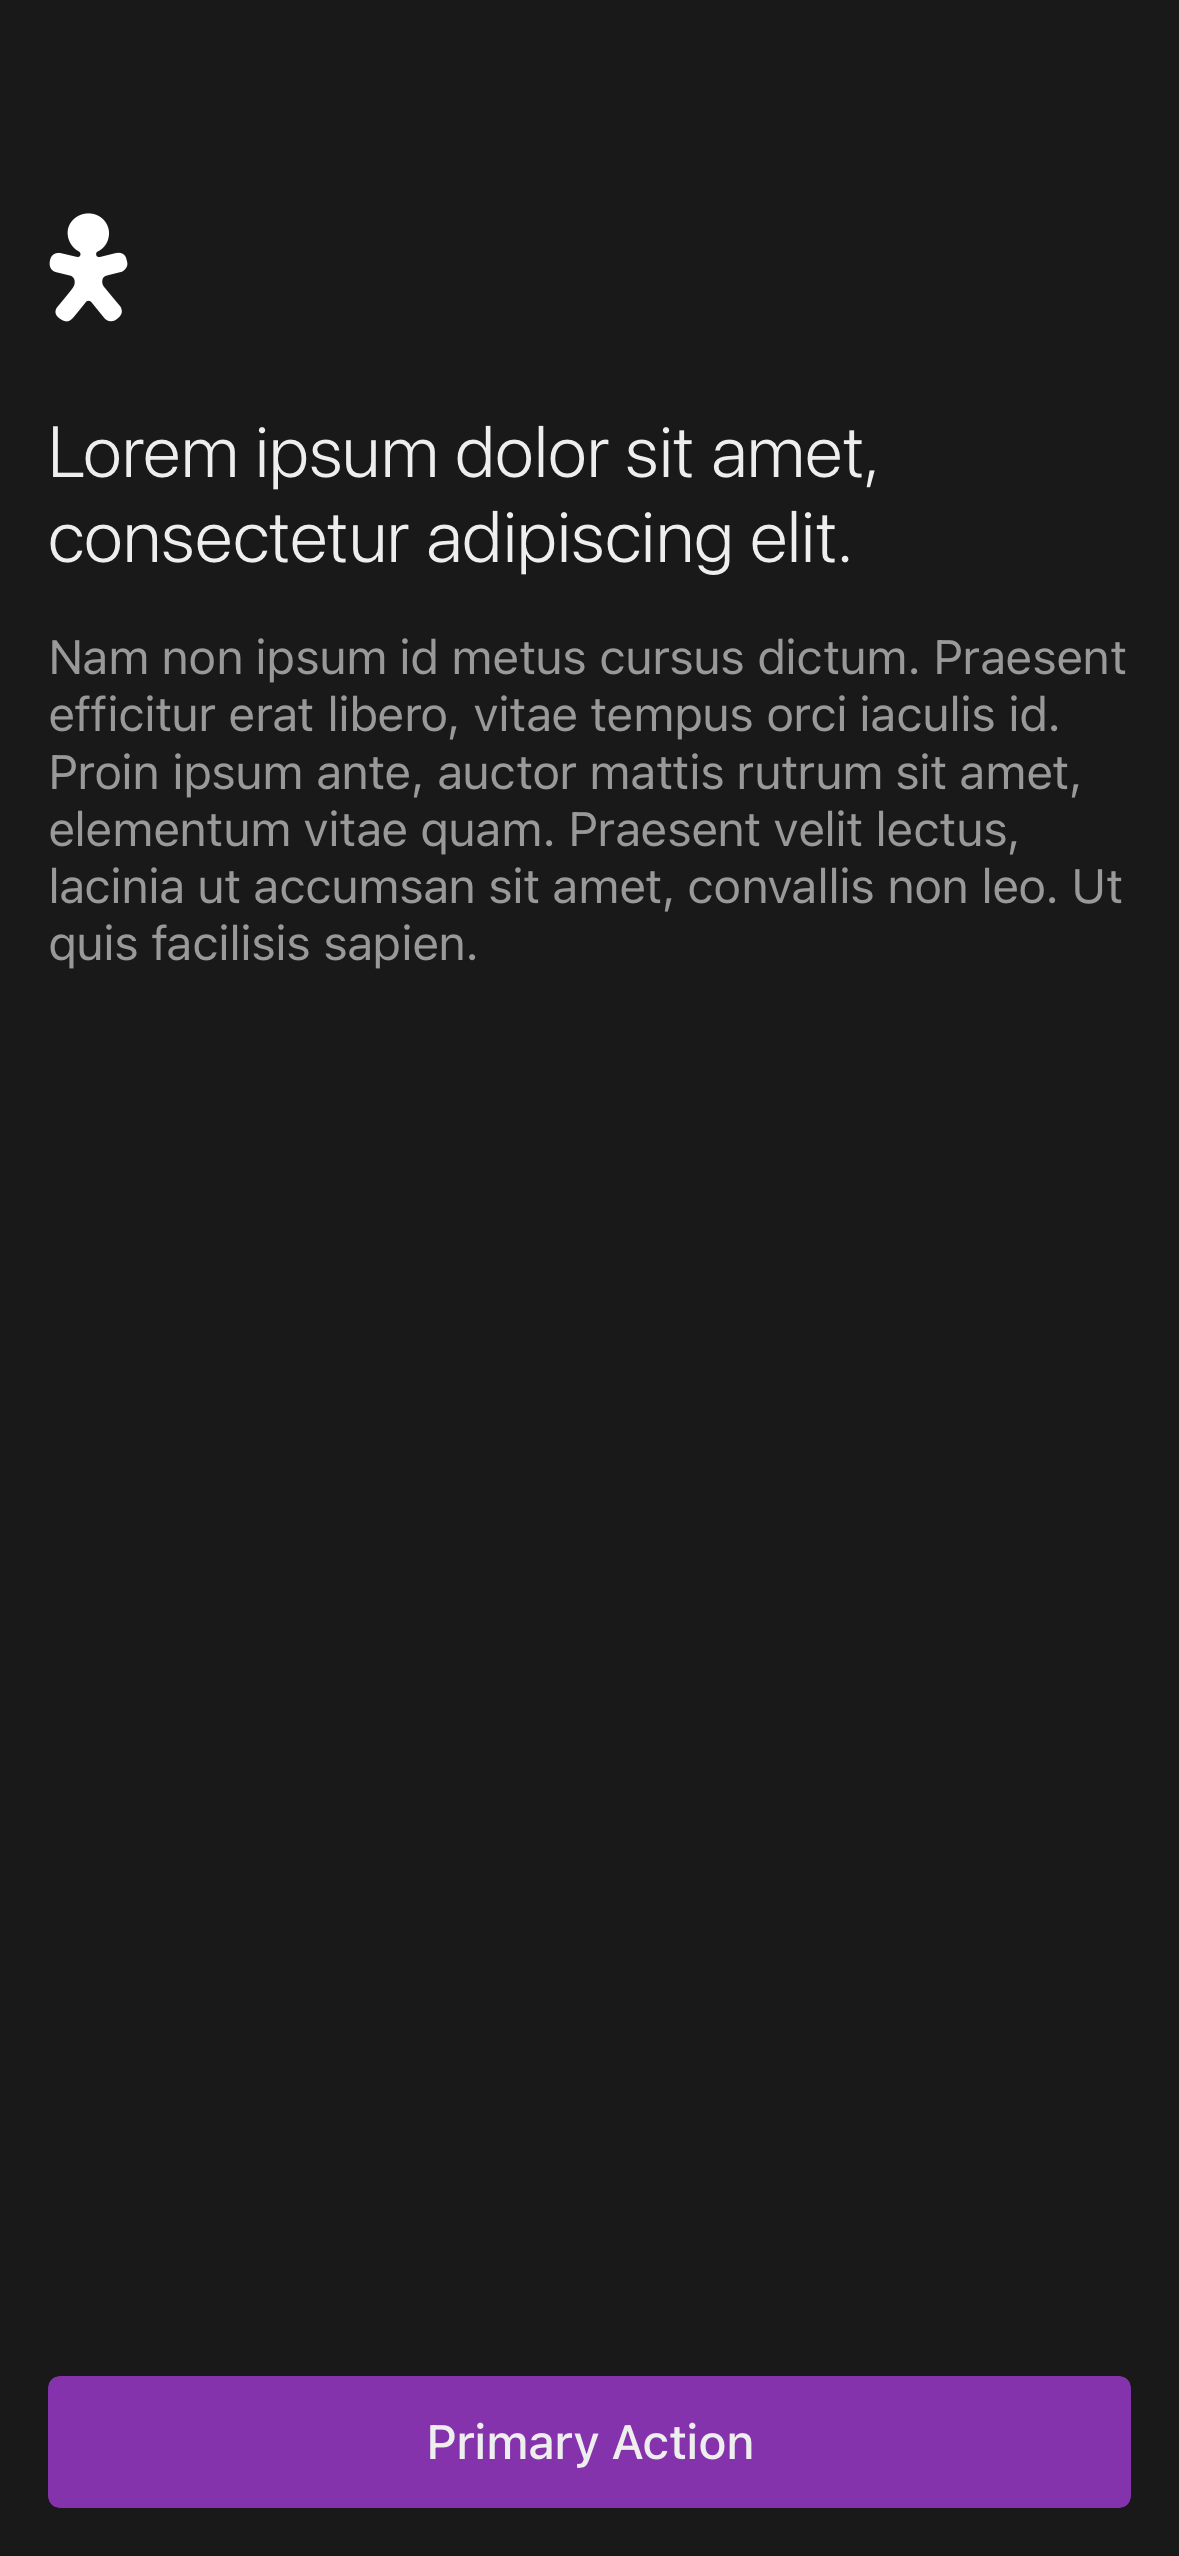 Lorem ipsum dolor sit amet,
consectetur adipiscing elit.
Nam non ipsum id metus cursus dictum. Praesent
efficitur erat libero, vitae tempus orci iaculis id.
Proin ipsum ante, auctor mattis rutrum sit amet,
elementum vitae quam. Praesent velit lectus,
lacinia ut accumsan sit amet, convallis non leo. Ut
quis facilisis sapien.
Primary Action